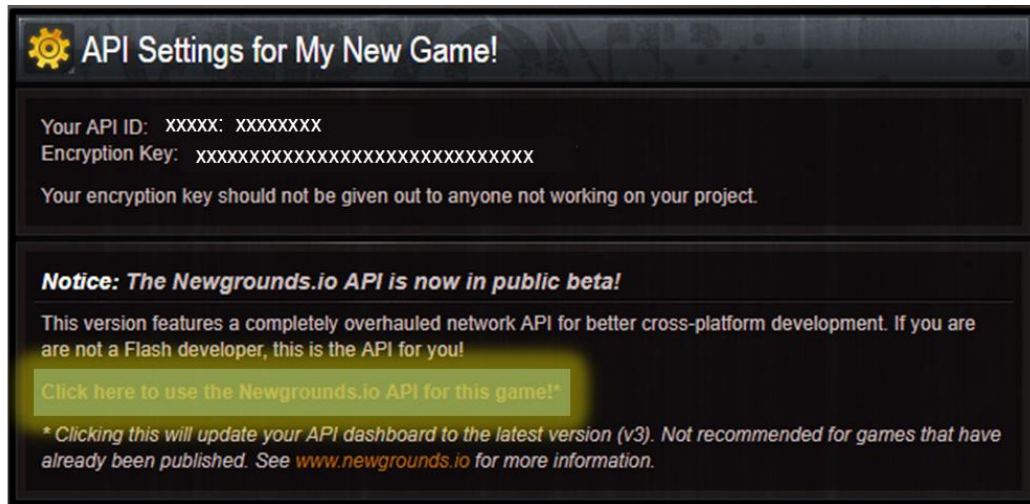 API Settings for My New Game!
Your API ID: xxxxx: xxxxxxxx
Encryption Key: xxxxxxxxxxxxxxxxxxxxxxxxxxxxxxxx
Your encryption key should not be given out to anyone not working on your project.
Notice: The Newgrounds.io API is now in public beta!
This version features a completely overhauled network API for better cross-platform development. If you are
are not a Flash developer, this is the API for you!
Click here to use the Newgrounds.io API for this game!*
* Clicking this will update your API dashboard to the latest version (v3). Not recommended for games that have
already been published. See www.newgrounds.io for more information.